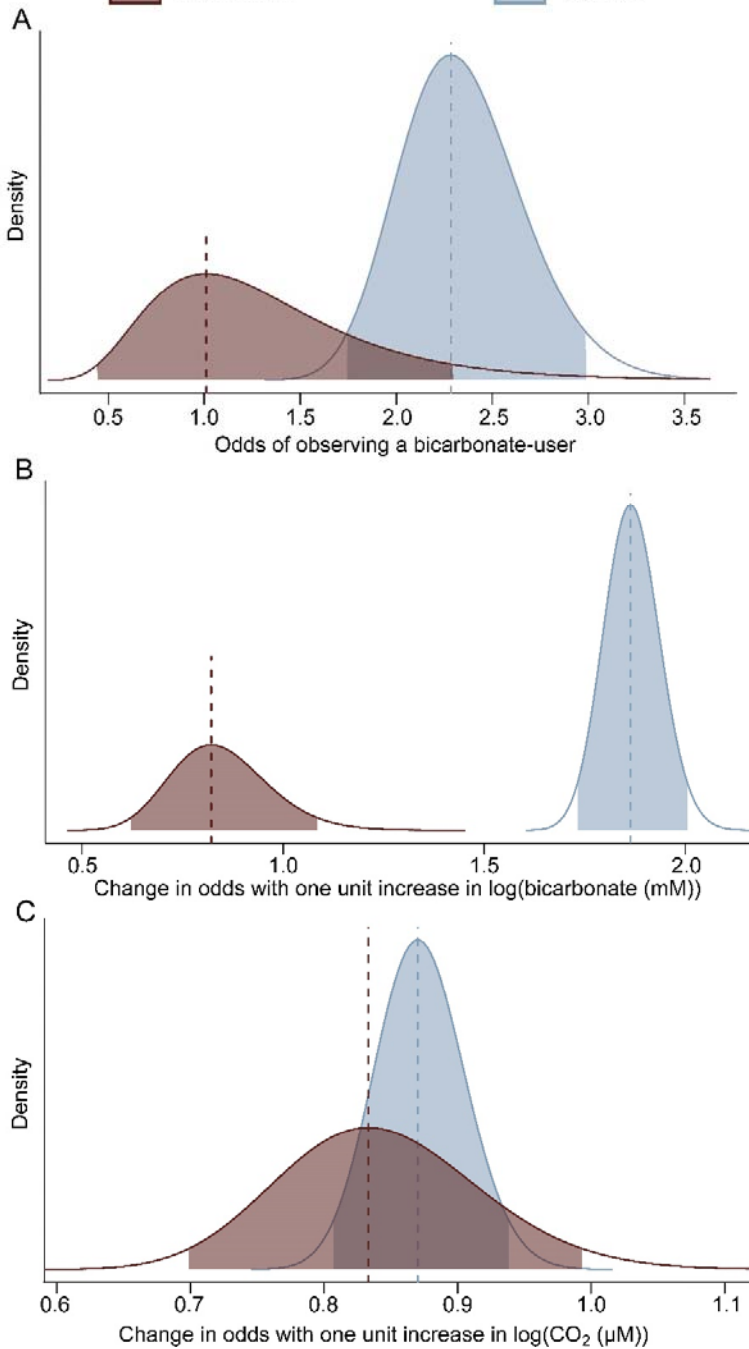 A
Density
0.5 1.0 1.5 2.0 2.5 3.0 3.5
Odds of observing a bicarbonate-user
B
Density
0.5 1.0 1.5 2.0
Change in odds with one unit increase in log(bicarbonate (mM))
C
Density
0.6 0.7 0.8 0.9 1.0 1.1
Change in odds with one unit increase in log(CO₂ (µM))